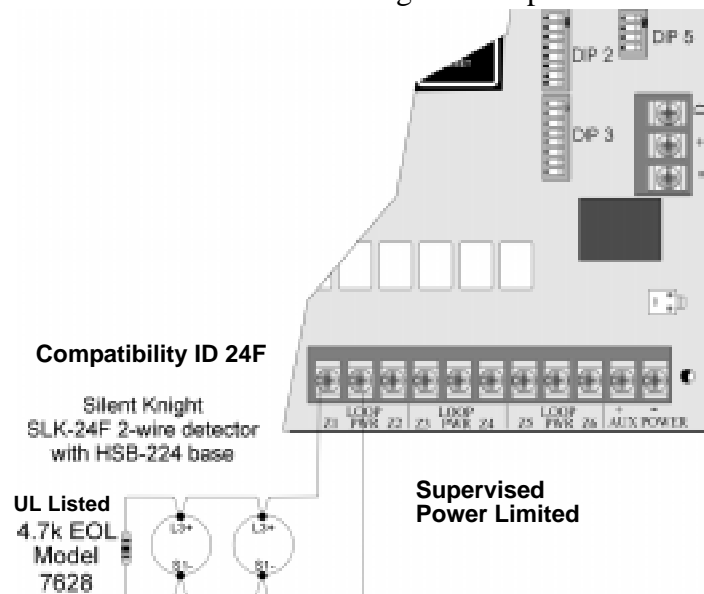 DIP 2
DIP 5
DIP 3
+
Compatibility ID 24F
Silent Knight
SLK-24F 2-wire detector
with HSB-224 base
Z1 LOOP PWR Z2 Z3 LOOP PWR Z4 Z5 LOOP PWR Z6 + AUX POWER -
UL Listed
4.7k EOL
Model
7628
L3+ L3+
S1- S1-
Supervised
Power Limited